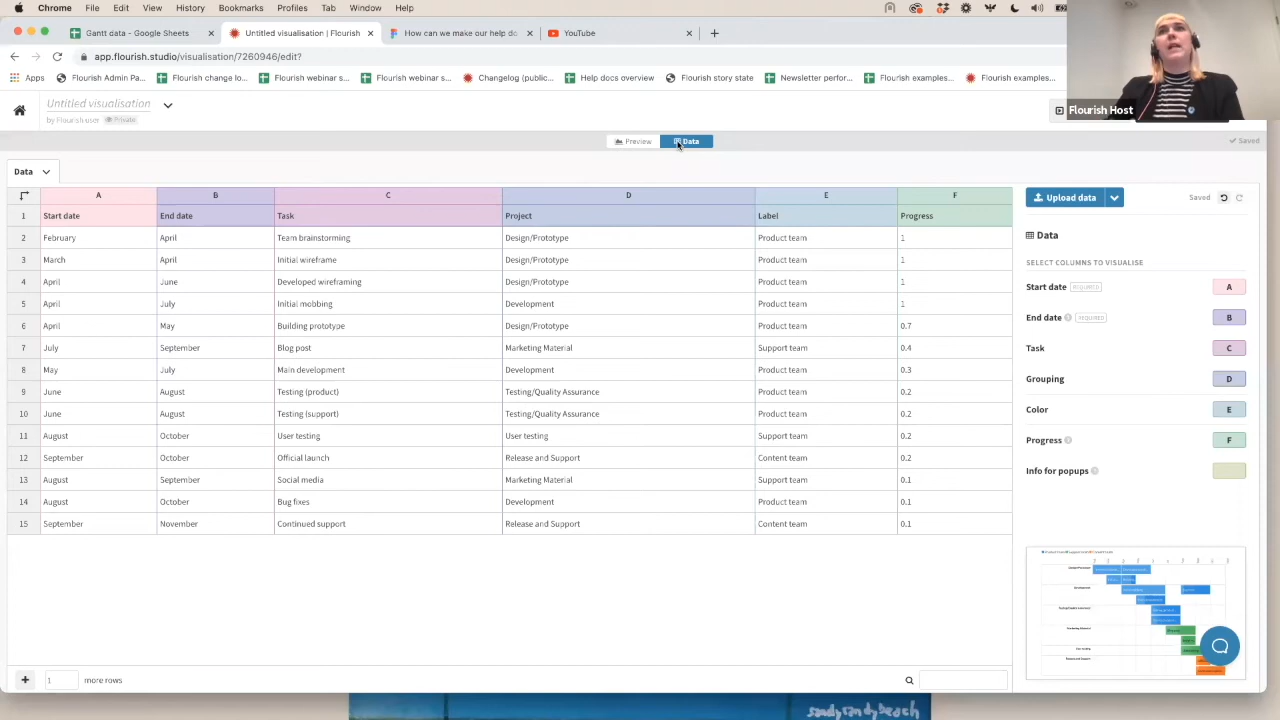 Chrome File Edit View History Bookmarks Profiles Tab Window Help
Gantt data - Google Sheets × Untitled visualisation | Flourish × How can we members help do × YouTube × +
app.flourish.studio/visualisation/7260946/edit?
Apps Flourish Admin Pa... Flourish change lo... Flourish webinar s... Flourish webinar... Changelog (public... Help docs overview Flourish key state Newsletter perfor... Flourish examples... Flourish examples...
Untitled visualisation
by Flourish user Private
Flourish Host
Preview Data Saved
Data
A B C D E F
1 Start date End date Task Project Label Progress
2 February April Team brainstorming Design/Prototype Product team 1
3 March April Initial wireframe Design/Prototype Product team 1
4 April June Developed wireframing Design/Prototype Product team 1
5 April July Initial mobbing Development Product team 1
6 April May Building prototype Design/Prototype Product team 0.7
7 July September Blog post Marketing Material Support team 0.4
8 May July Main development Development Product team 0.3
9 June August Testing (product) Testing/Quality Assurance Product team 0.2
10 June August Testing (support) Testing/Quality Assurance Product team 0.2
11 August October User testing User testing Support team 0.2
12 September October Official launch Release and Support Content team 0.2
13 August September Social media Marketing Material Support team 0.1
14 August October Bug fixes Development Product team 0.1
15 September November Continued support Release and Support Content team 0.1
Upload data Saved
Data
SELECT COLUMNS TO VISUALISE
Start date REQUIRED A
End date REQUIRED B
Task C
Grouping D
Color E
Progress F
Info for popups
+ 1 more rows